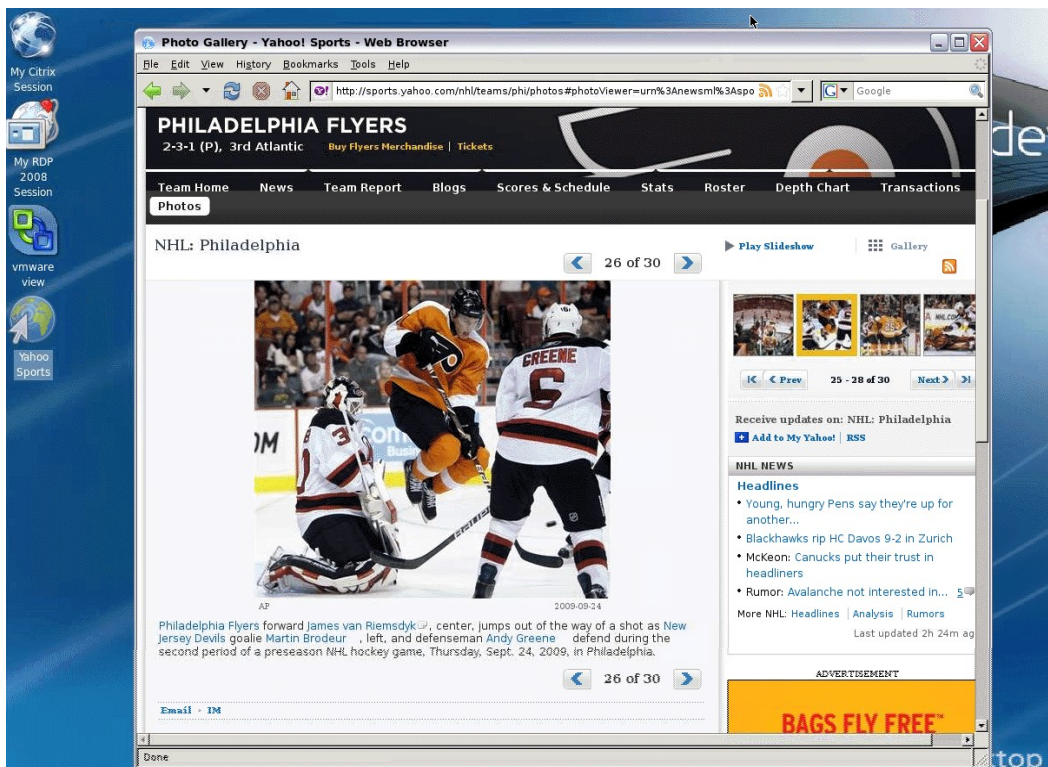 My Citrix
Session
My RDP
2008
Session
vmware
view
Yahoo
Sports
Photo Gallery - Yahoo! Sports - Web Browser
File Edit View History Bookmarks Tools Help
http://sports.yahoo.com/nhl/teams/phi/photos#photoViewer=urn%3Anewsml%3Aspo
G Google
PHILADELPHIA FLYERS
2-3-1 (P), 3rd Atlantic Buy Flyers Merchandise | Tickets
Team Home News Team Report Blogs Scores & Schedule Stats Roster Depth Chart Transactions
Photos
NHL: Philadelphia
26 of 30
Play Slideshow Gallery
GREENE
6
AP 2009-09-24
Philadelphia Flyers forward James van Riemsdyk, center, jumps out of the way of a shot as New
Jersey Devils goalie Martin Brodeur , left, and defenseman Andy Greene defend during the
second period of a preseason NHL hockey game, Thursday, Sept. 24, 2009, in Philadelphia.
26 of 30
Email - IM
Prev 25 - 28 of 30 Next
Receive updates on: NHL: Philadelphia
Add to My Yahoo! | RSS
NHL NEWS
Headlines
• Young, hungry Pens say they're up for
another...
• Blackhawks rip HC Davos 9-2 in Zurich
• McKeon: Canucks put their trust in
headliners
• Rumor: Avalanche not interested in... 5
More NHL: Headlines | Analysis | Rumors
Last updated 2h 24m ag
ADVERTISEMENT
BAGS FLY FREE™
Done
de
top